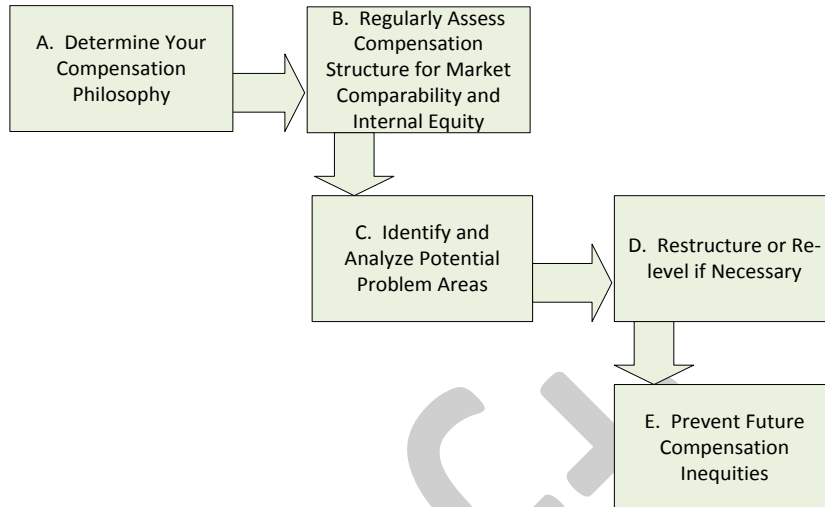 A. Determine Your
Compensation
Philosophy
B. Regularly Assess
Compensation
Structure for Market
Comparability and
Internal Equity
C. Identify and
Analyze Potential
Problem Areas
D. Restructure or Re-
level if Necessary
E. Prevent Future
Compensation
Inequities